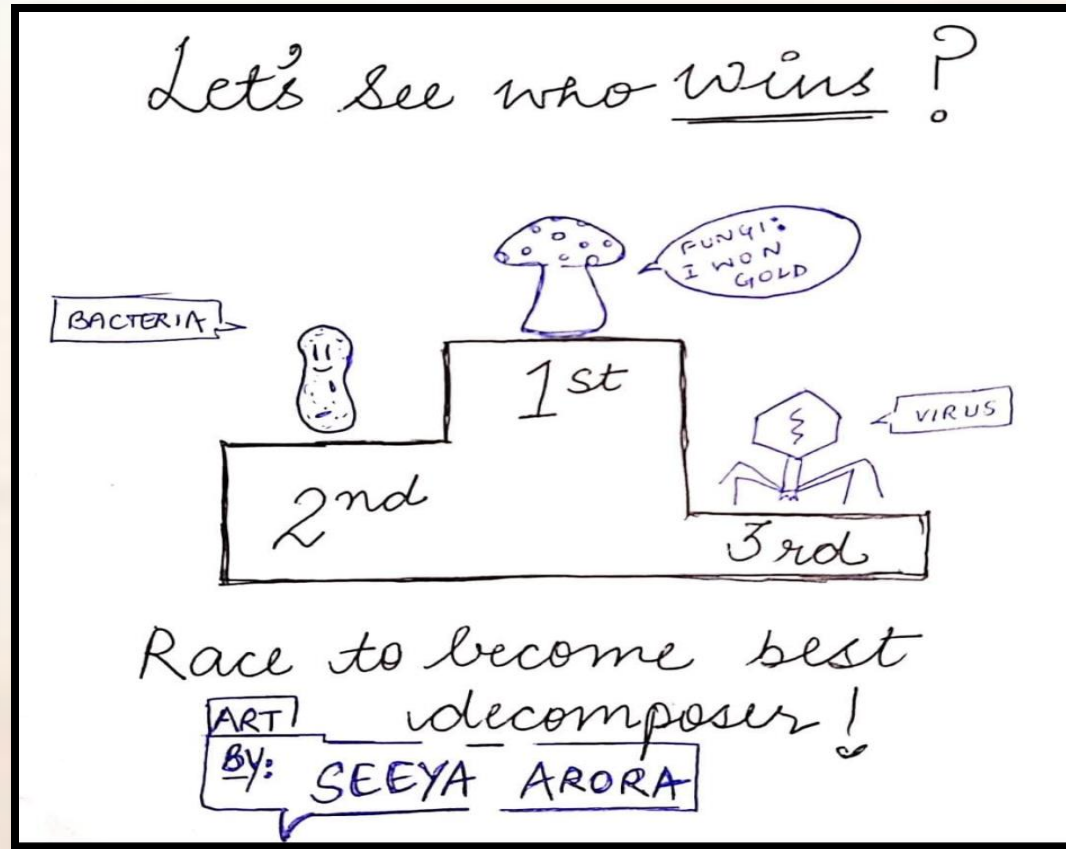 Let's see who wins ?
FUNGI:
I WON
GOLD
BACTERIA
1st
VIRUS
2nd
3rd
Race to become best
decomposer !
ART
BY: SEEYA ARORA